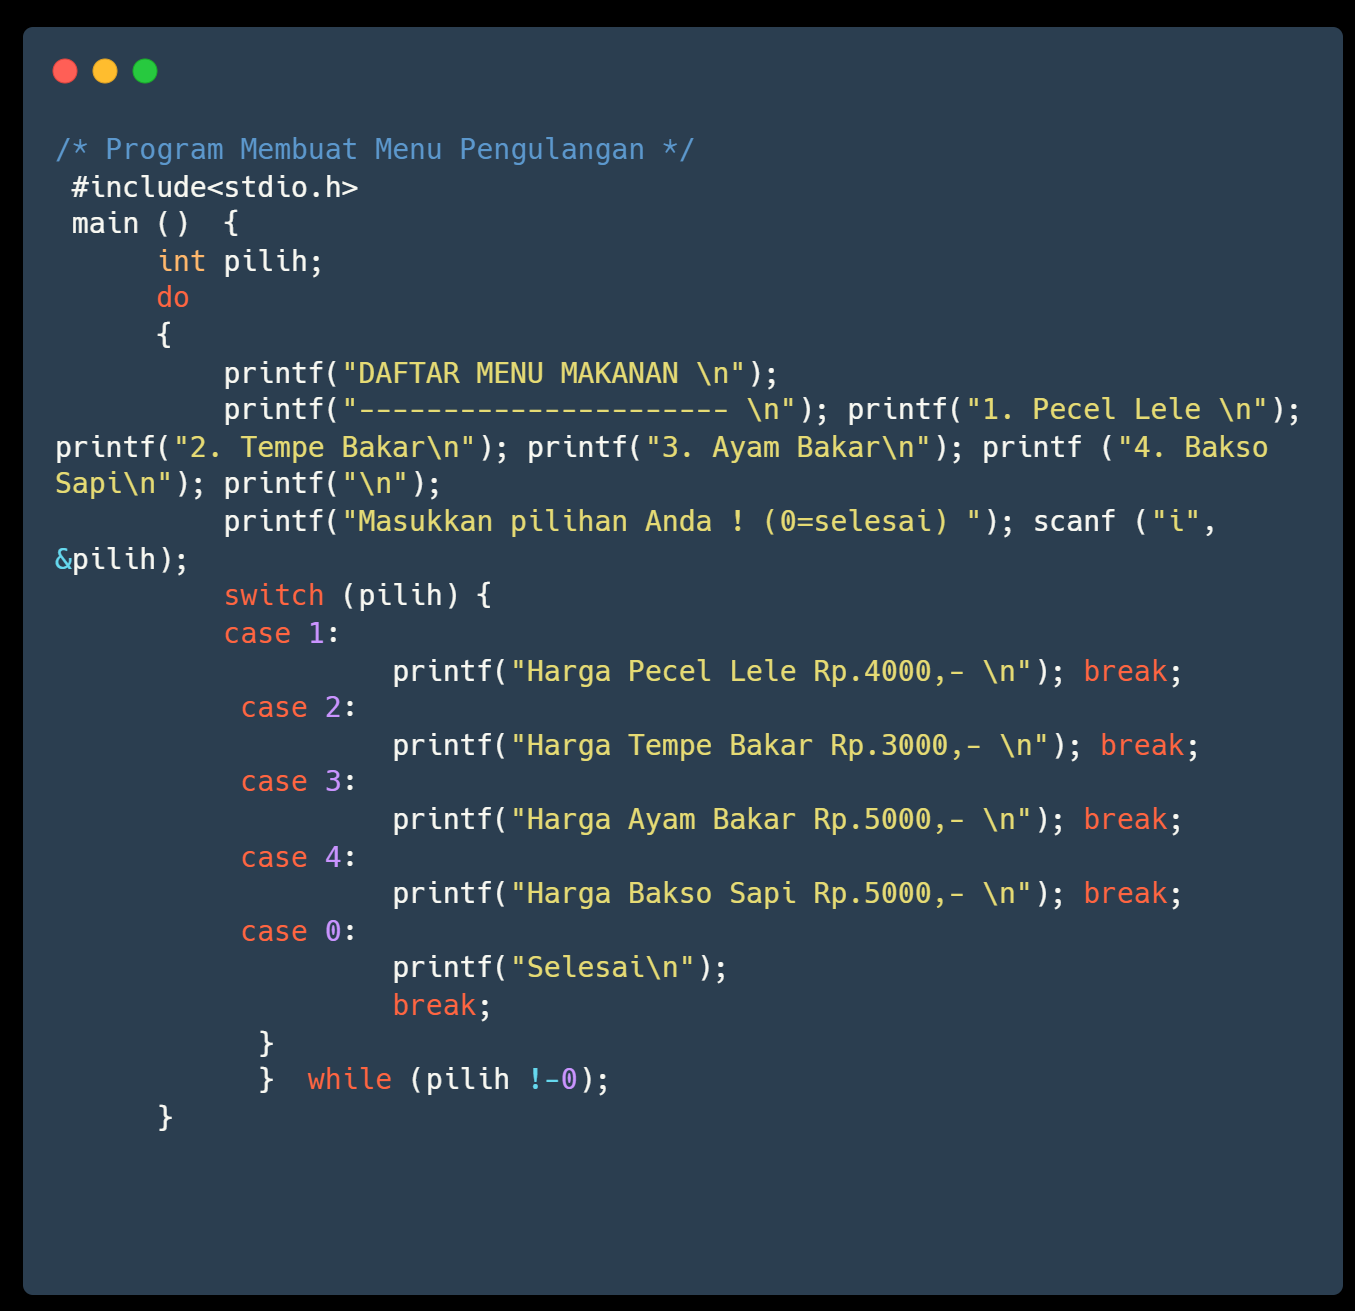 /* Program Membuat Menu Pengulangan */
 #include<stdio.h>
 main ()  {
      int pilih;
      do
      {
          printf("DAFTAR MENU MAKANAN \n");
          printf("---------------------- \n"); printf("1. Pecel Lele \n");
printf("2. Tempe Bakar\n"); printf("3. Ayam Bakar\n"); printf ("4. Bakso
Sapi\n"); printf("\n");
          printf("Masukkan pilihan Anda ! (0=selesai) "); scanf ("i",
&pilih);
          switch (pilih) {
          case 1:
                    printf("Harga Pecel Lele Rp.4000,- \n"); break;
           case 2:
                    printf("Harga Tempe Bakar Rp.3000,- \n"); break;
           case 3:
                    printf("Harga Ayam Bakar Rp.5000,- \n"); break;
           case 4:
                    printf("Harga Bakso Sapi Rp.5000,- \n"); break;
           case 0:
                    printf("Selesai\n");
                    break;
            }
            }  while (pilih !-0);
      }